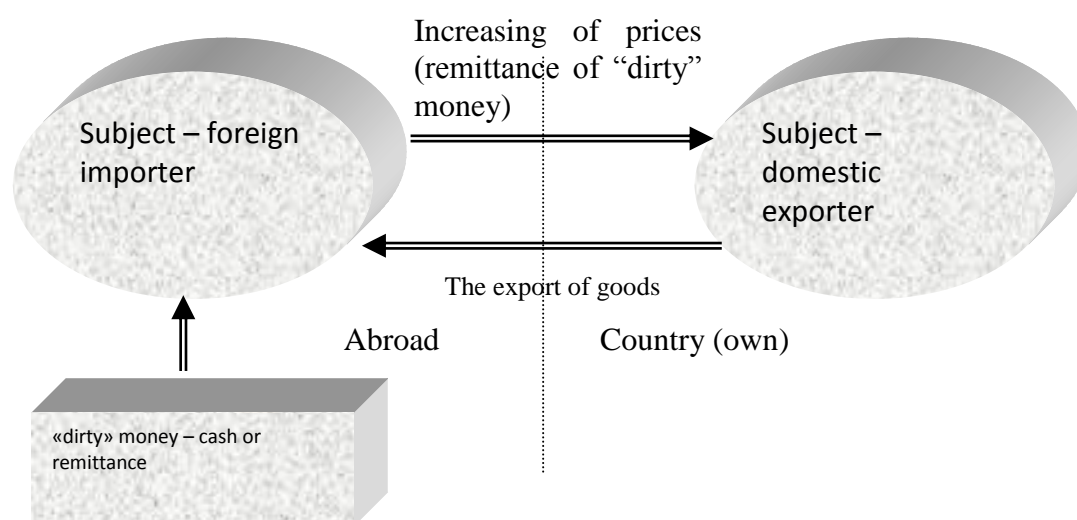 Increasing of prices
(remittance of “dirty”
money)
Subject – foreign
importer
Subject –
domestic
exporter
The export of goods
Abroad
Country (own)
«dirty» money – cash or
remittance